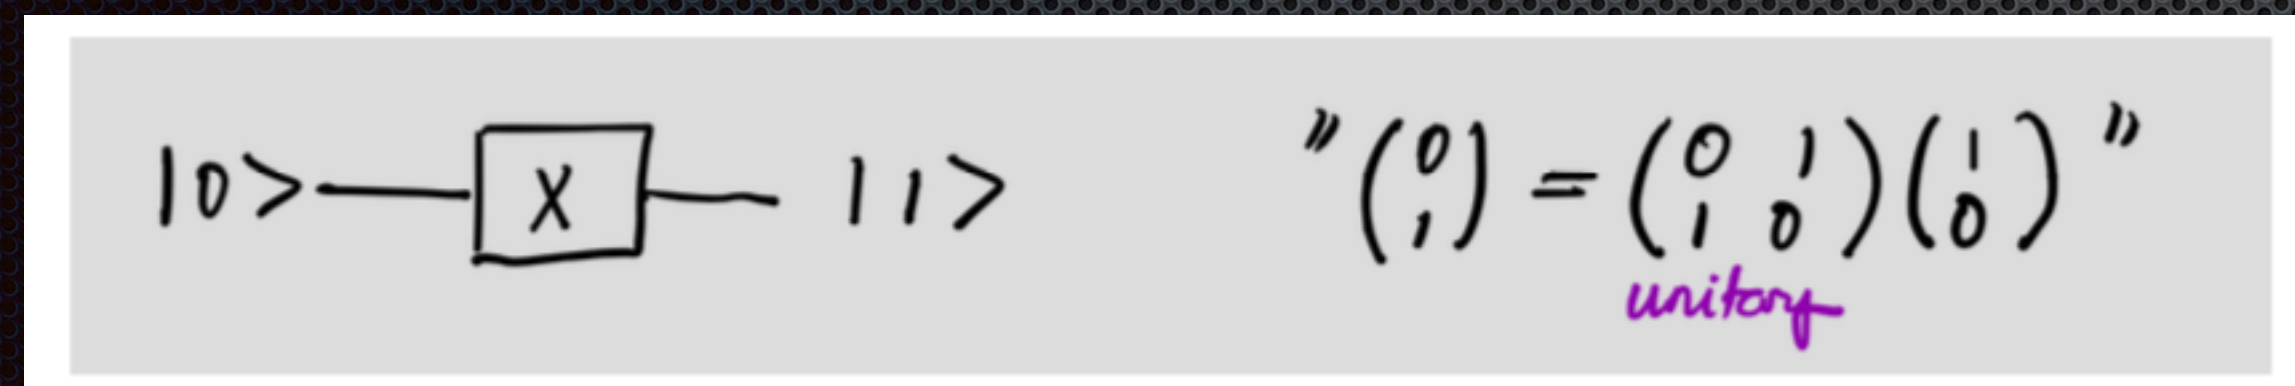 |0> X |1> "(0 1) = (0 1 1 0)(1 0)"
unitary